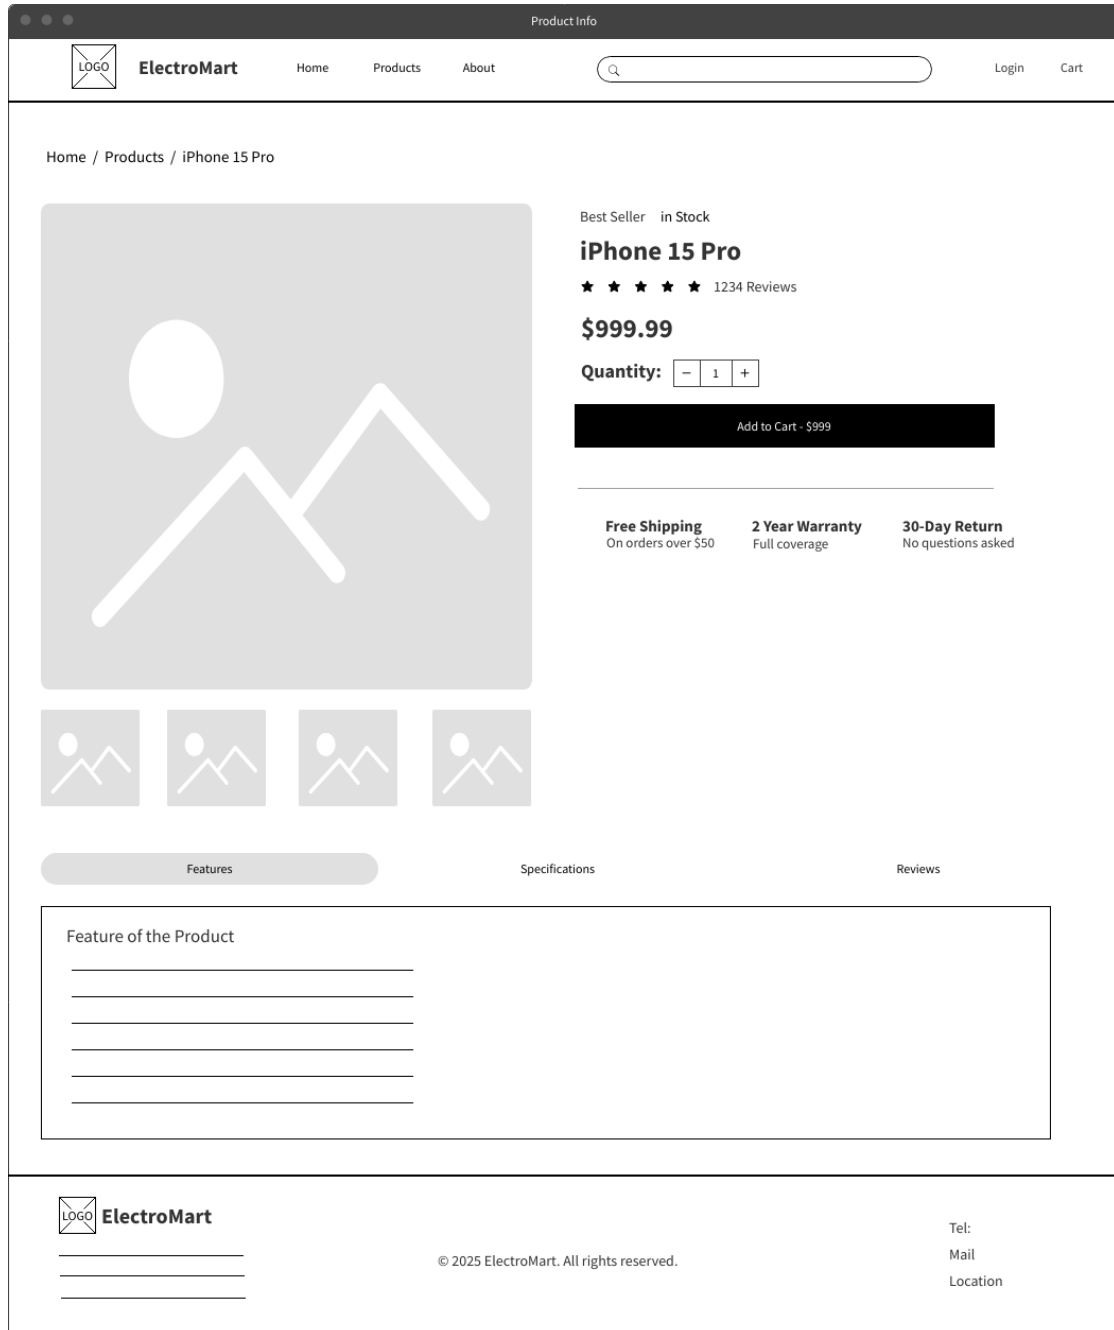 Product Info
LOGO ElectroMart Home Products About Login Cart
Home / Products / iPhone 15 Pro
Best Seller in Stock
iPhone 15 Pro
1234 Reviews
$999.99
Quantity: − 1 +
Add to Cart - $999
Free Shipping 2 Year Warranty 30-Day Return
On orders over $50 Full coverage No questions asked
Features Specifications Reviews
Feature of the Product
LOGO ElectroMart
Tel:
© 2025 ElectroMart. All rights reserved.
Mail
Location